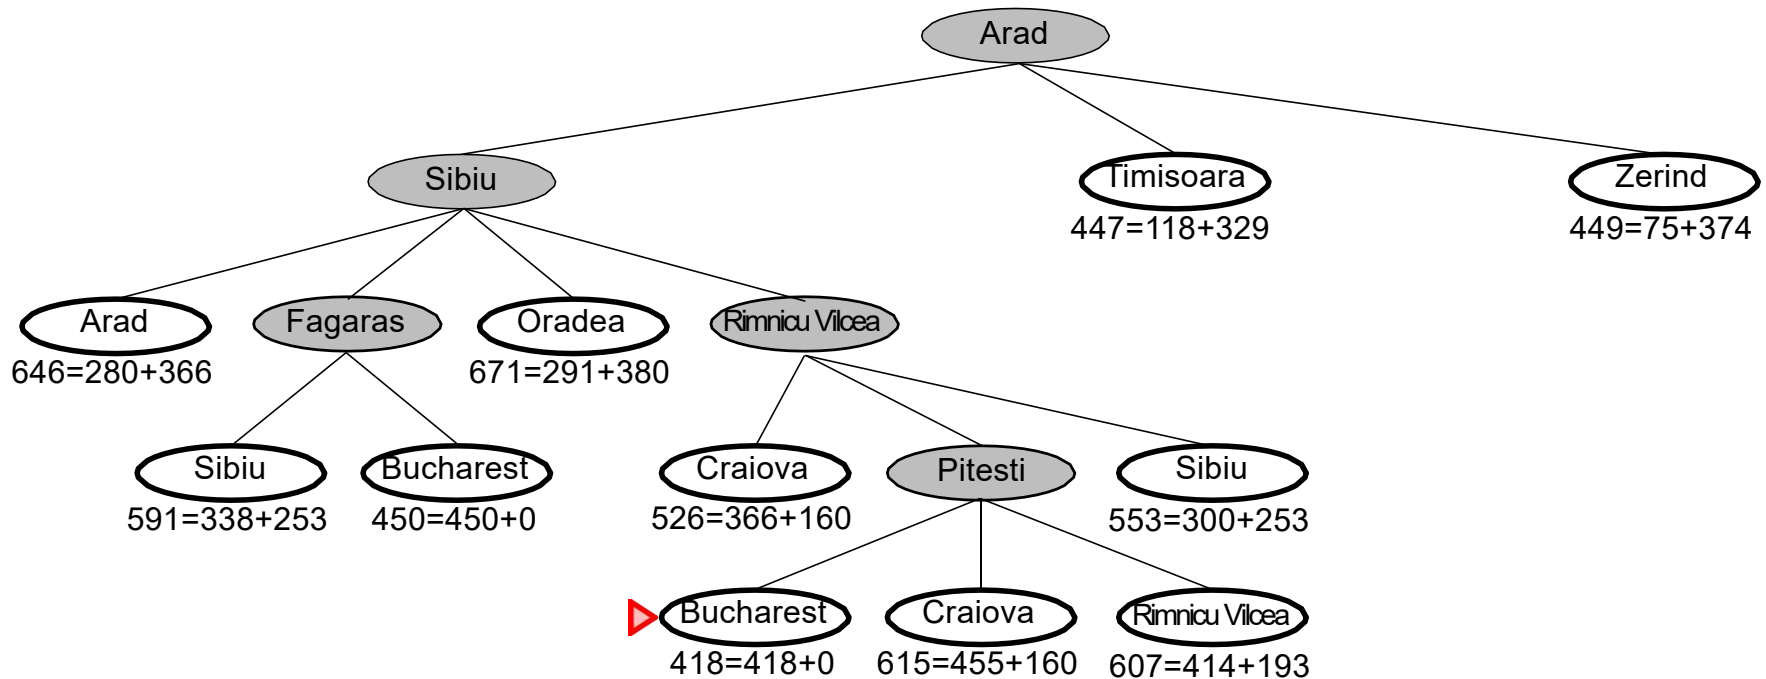 Arad
Sibiu
Timisoara
Zerind
447=118+329
449=75+374
Arad
Fagaras
Oradea
Rimnicu Vilcea
646=280+366
671=291+380
Sibiu
Bucharest
Craiova
Pitesti
Sibiu
591=338+253
450=450+0
526=366+160
553=300+253
Bucharest
Craiova
Rimnicu Vilcea
418=418+0
615=455+160
607=414+193